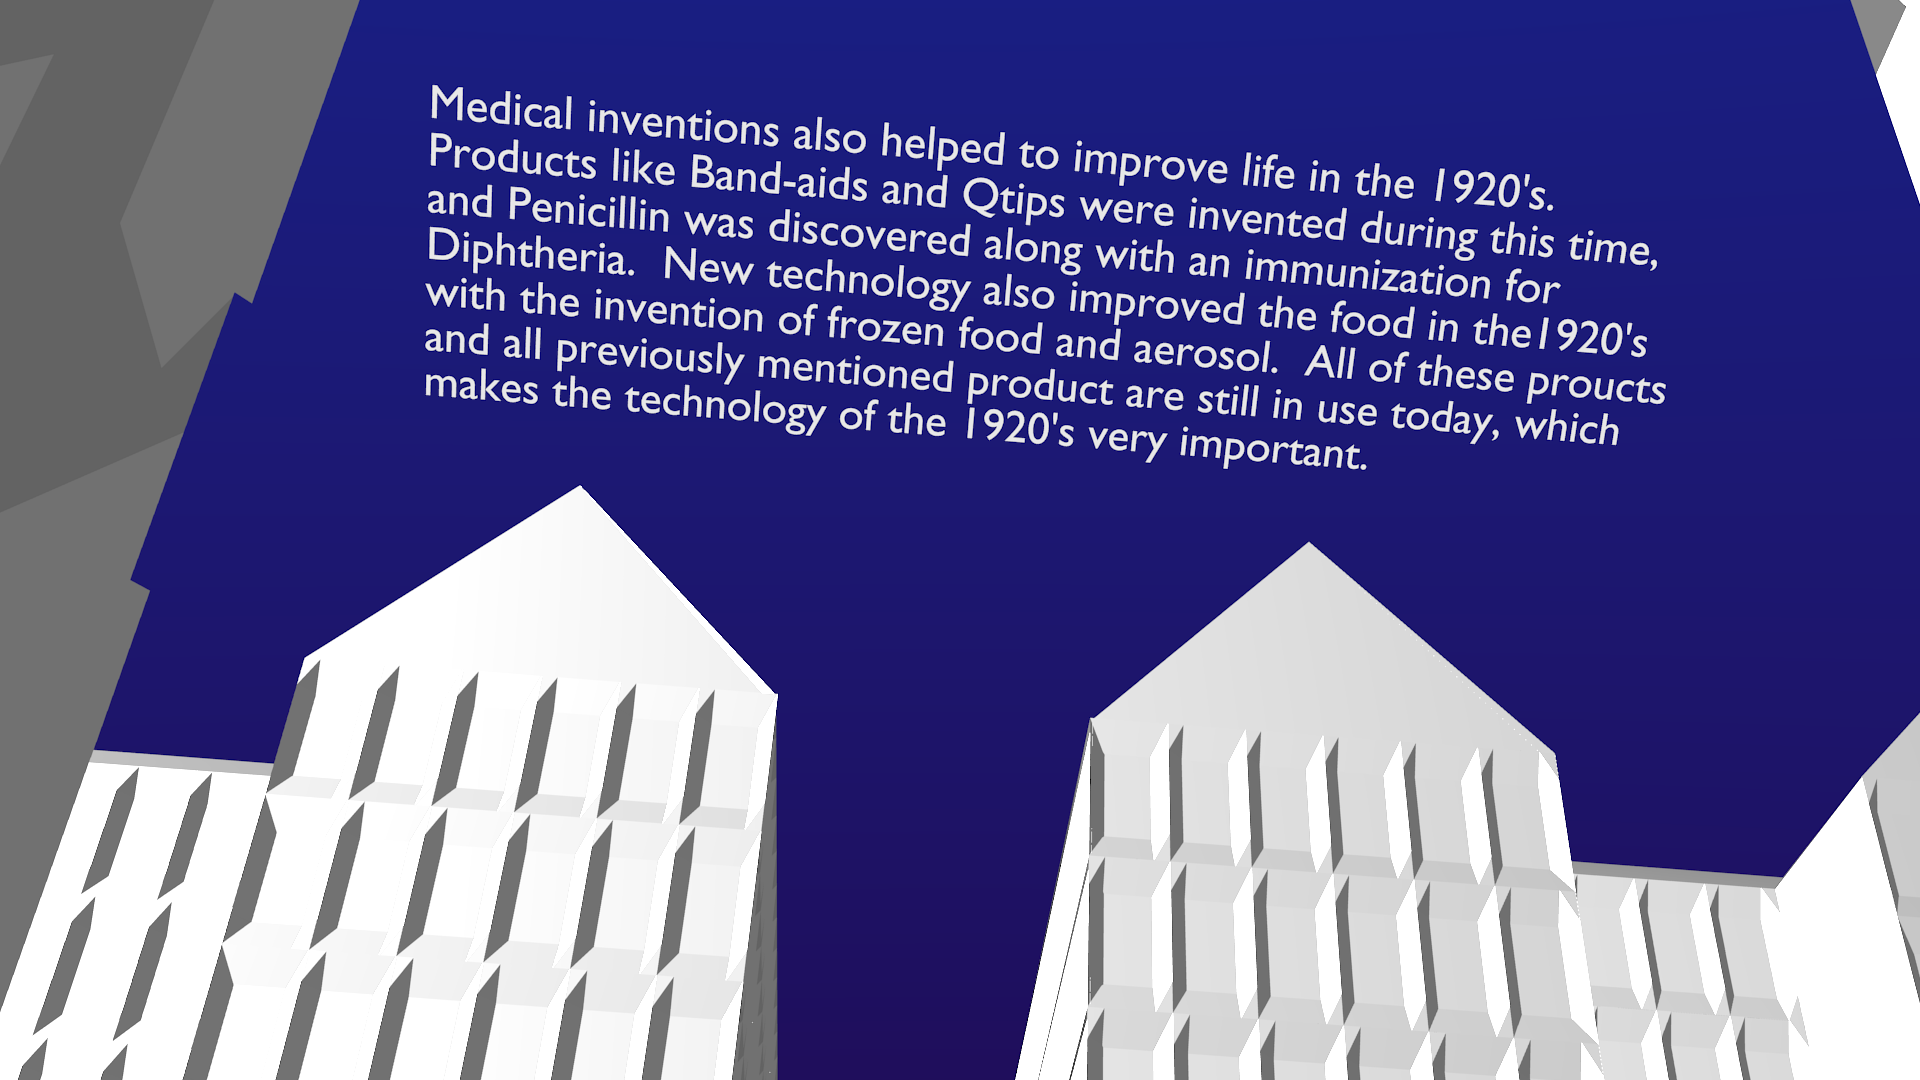 Medical inventions also helped to improve life in the 1920's.
Products like Band-aids and Qtips were invented during this time,
and Penicillin was discovered along with an immunization for
Diphtheria.  New technology also improved the food in the1920's
with the invention of frozen food and aerosol.  All of these proucts
and all previously mentioned product are still in use today, which
makes the technology of the 1920's very important.